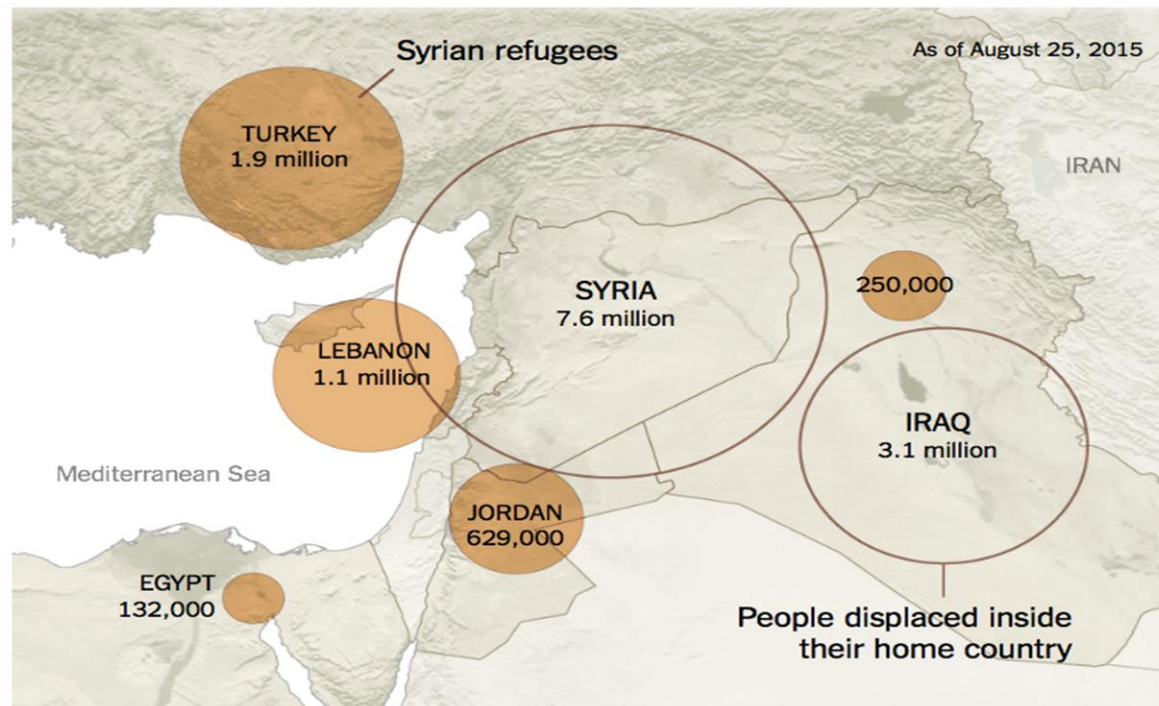 Syrian refugees
As of August 25, 2015
TURKEY
1.9 million
IRAN
SYRIA
7.6 million
250,000
LEBANON
1.1 million
IRAQ
3.1 million
Mediterranean Sea
JORDAN
629,000
EGYPT
132,000
People displaced inside
their home country